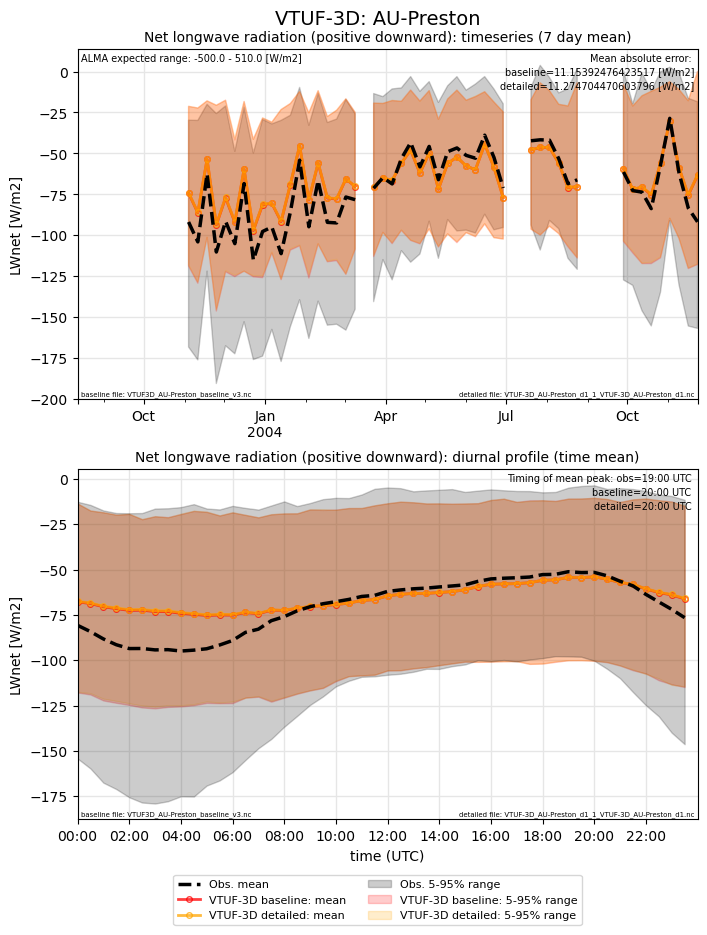 VTUF-3D: AU-Preston
Net longwave radiation (positive downward): timeseries (7 day mean)
ALMA expected range: -500.0 - 510.0 [W/m2]
Mean absolute error:
baseline=11.15392476423517 [W/m2]
detailed=11.274704470603796 [W/m2]
LWnet [W/m2]
0
−25
−50
−75
−100
−125
−150
−175
−200
baseline file: VTUF3D_AU-Preston_baseline_v3.nc
detailed file: VTUF-3D_AU-Preston_d1_1_VTUF-3D_AU-Preston_d1.nc
Oct
Jan
2004
Apr
Jul
Oct
Net longwave radiation (positive downward): diurnal profile (time mean)
Timing of mean peak: obs=19:00 UTC
baseline=20:00 UTC
detailed=20:00 UTC
LWnet [W/m2]
0
−25
−50
−75
−100
−125
−150
−175
baseline file: VTUF3D_AU-Preston_baseline_v3.nc
detailed file: VTUF-3D_AU-Preston_d1_1_VTUF-3D_AU-Preston_d1.nc
00:00 02:00 04:00 06:00 08:00 10:00 12:00 14:00 16:00 18:00 20:00 22:00
time (UTC)
Obs. mean
VTUF-3D baseline: mean
VTUF-3D detailed: mean
Obs. 5-95% range
VTUF-3D baseline: 5-95% range
VTUF-3D detailed: 5-95% range